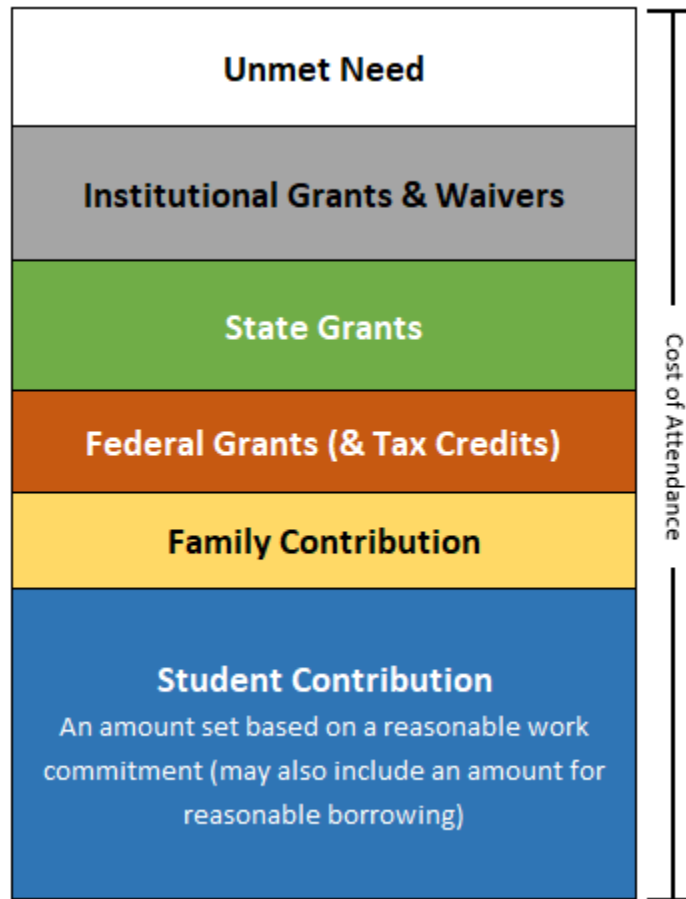 Unmet Need
Institutional Grants & Waivers
State Grants
Federal Grants (& Tax Credits)
Family Contribution
Student Contribution
An amount set based on a reasonable work
commitment (may also include an amount for
reasonable borrowing)
Cost of Attendance